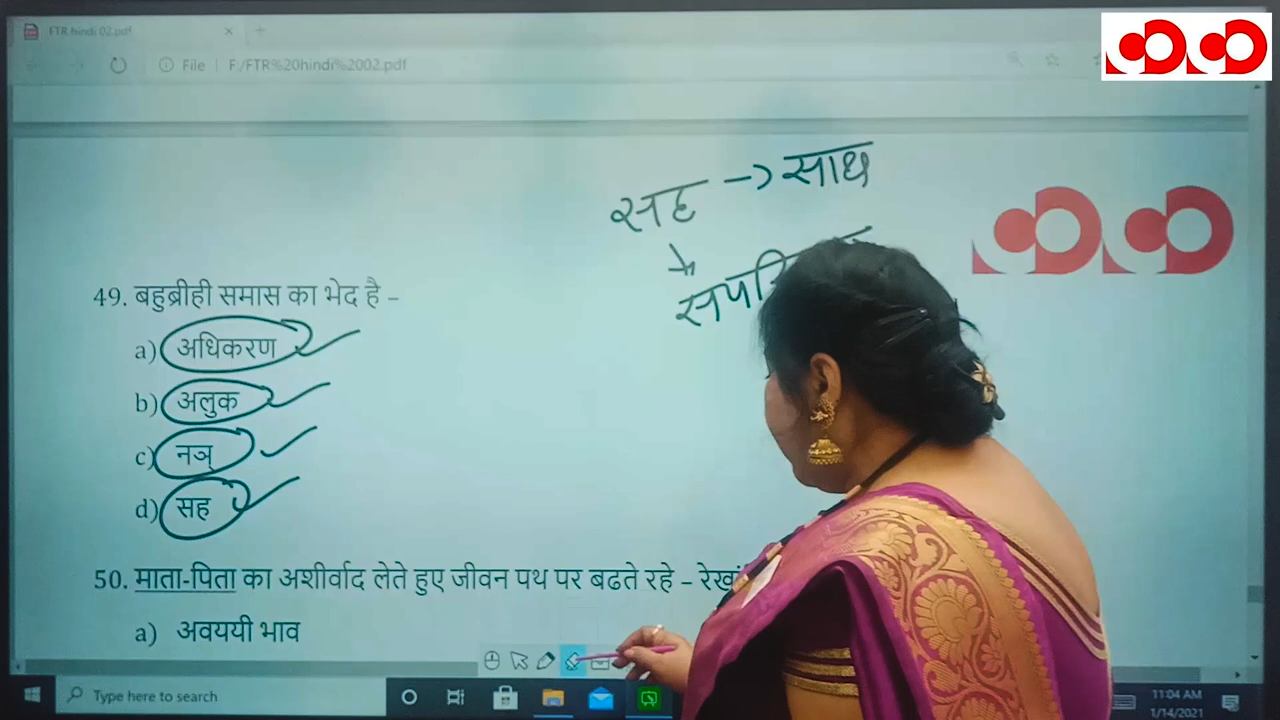 FTR hindi 02.pdf
File F:/FTR%20hindi%2002.pdf
सह -> साथ
49. बहुब्रीही समास का भेद है –
a) अधिकरण
b) अलुक
c) नञ्
d) सह
50. माता-पिता का अशीर्वाद लेते हुए जीवन पथ पर बढते रहे –
a) अवययी भाव
Type here to search
11:04 AM
1/14/2021